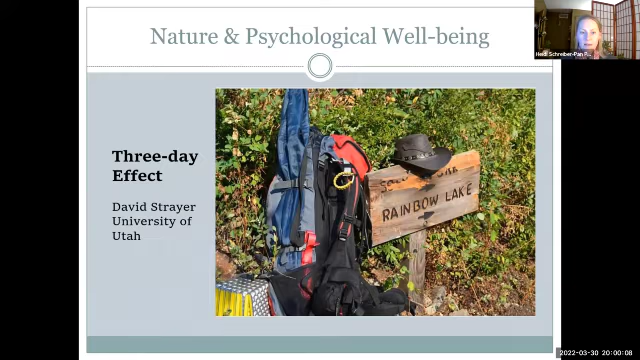 Nature & Psychological Well-being
Heidi Schreiber-Pan P...
Three-day
Effect
David Strayer
University of
Utah
RAINBOW LAKE
2022-03-30 20:00:08